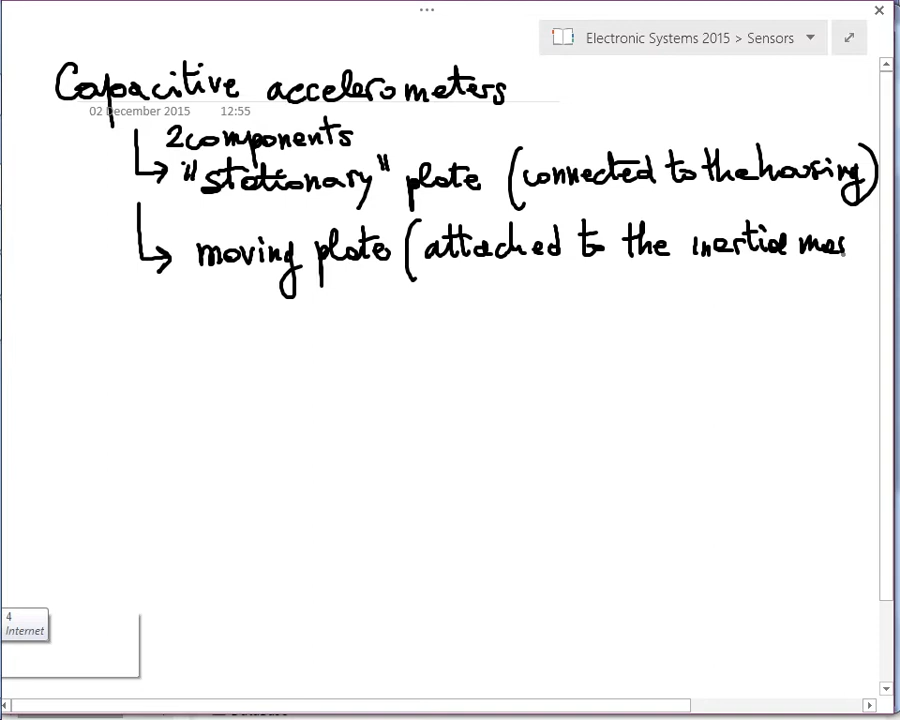 Electronic Systems 2015 > Sensors
Capacitive accelerometers
02 December 2015 12:55
2 components
"stationary" plate (connected to the housing)
moving plate (attached to the inertial mas
4
Internet